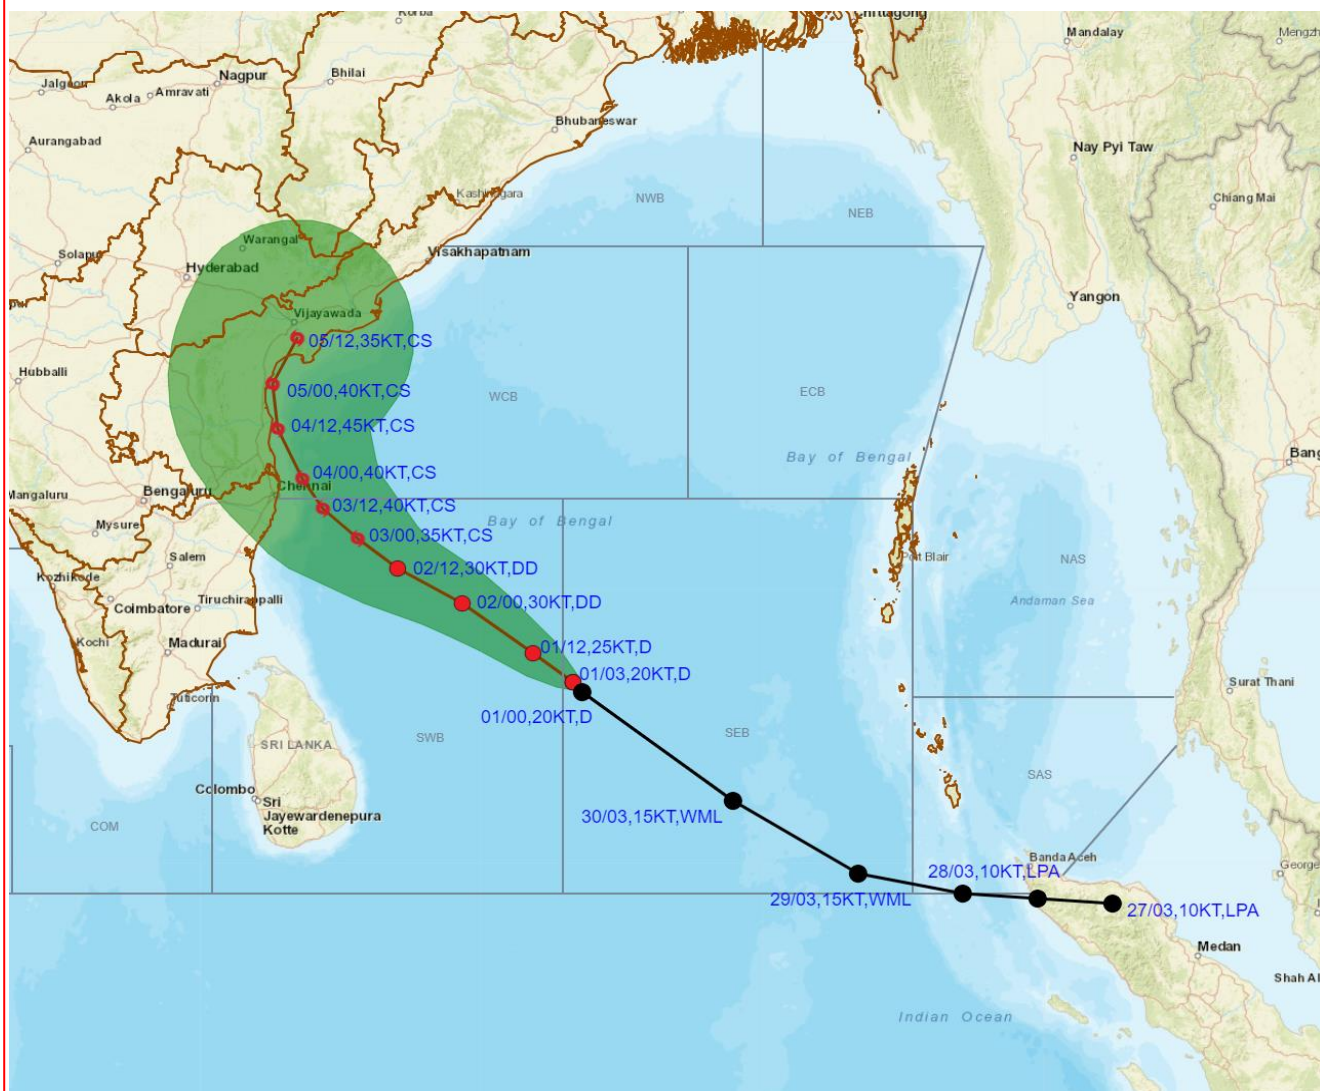 Korba
Chittagong
Mandalay
Nagpur
Bhilai
Jalgaon
Akola
Amravati
Bhubaneswar
Aurangabad
Nay Pyi Taw
Chiang Mai
NWB
NEB
Warangal
Visakhapatnam
Solapur
Hyderabad
Yangon
Vijayawada
05/12,35KT,CS
Hubballi
05/00,40KT,CS
WCB
ECB
04/12,45KT,CS
Bay of Bengal
04/00,40KT,CS
Chennai
Mangaluru
Bengaluru
03/12,40KT,CS
Bay of Bengal
Mysure
03/00,35KT,CS
Salem
Port Blair
NAS
02/12,30KT,DD
Kozhikode
Andaman Sea
Coimbatore
Tiruchirappalli
02/00,30KT,DD
Kochi
Madurai
01/12,25KT,D
01/03,20KT,D
Surat Thani
Tuticorin
01/00,20KT,D
SWB
SEB
SRI LANKA
SAS
Colombo
Sri
Jayewardenepura
Kotte
30/03,15KT,WML
COM
Banda Aceh
George
28/03,10KT,LPA
29/03,15KT,WML
27/03,10KT,LPA
Medan
Shah Al
Indian Ocean